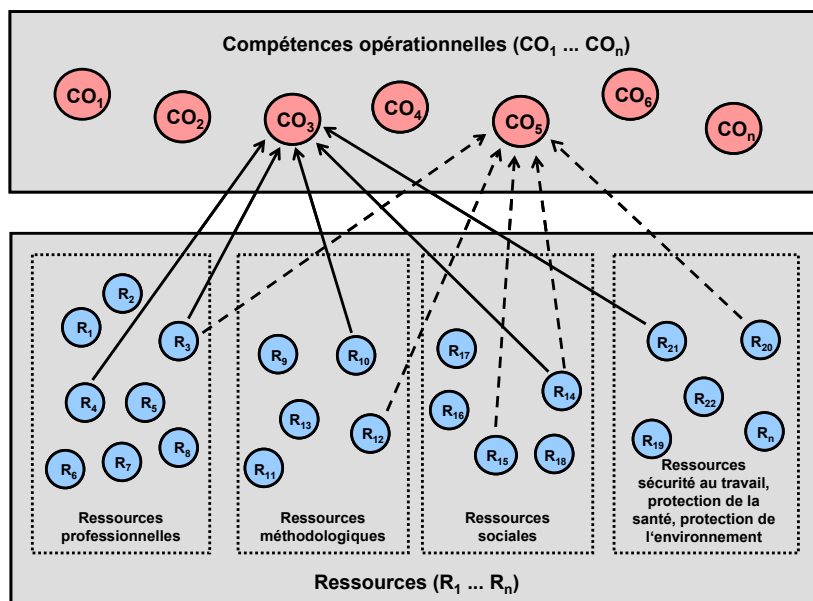 Compétences opérationnelles (CO₁ ... COₙ)
CO₁
CO₂
CO₃
CO₄
CO₅
CO₆
COₙ
R₁
R₂
R₃
R₄
R₅
R₆
R₇
R₈
Ressources
professionnelles
R₉
R₁₀
R₁₃
R₁₂
R₁₁
Ressources
méthodologiques
R₁₇
R₁₄
R₁₆
R₁₅
R₁₈
Ressources
sociales
R₂₁
R₂₀
R₂₂
R₁₉
Rₙ
Ressources
sécurité au travail,
protection de la
santé, protection de
l‘environnement
Ressources (R₁ ... Rₙ)